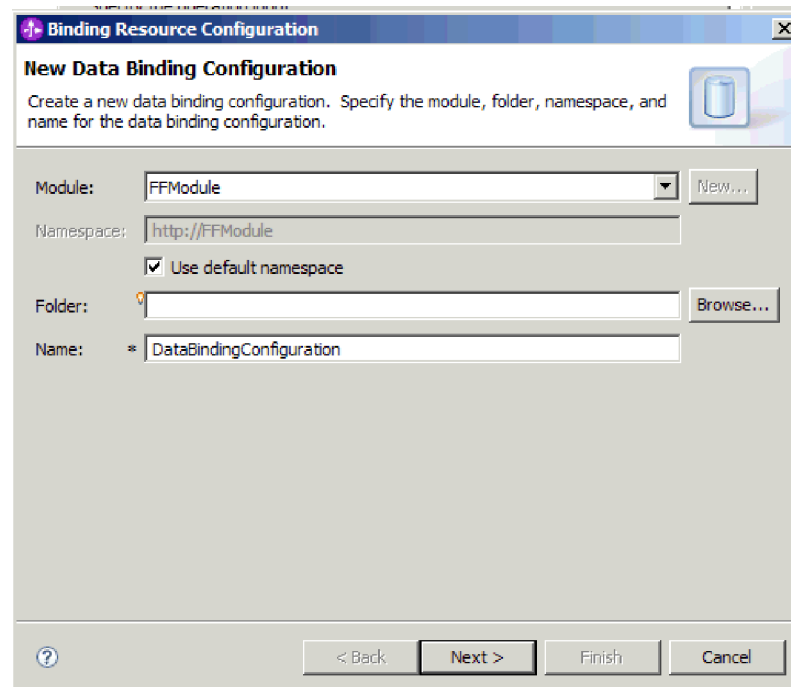 Binding Resource Configuration
New Data Binding Configuration
Create a new data binding configuration. Specify the module, folder, namespace, and
name for the data binding configuration.
Module: FFModule New...
Namespace: http://FFModule
Use default namespace
Folder: Browse...
Name: * DataBindingConfiguration
< Back Next > Finish Cancel